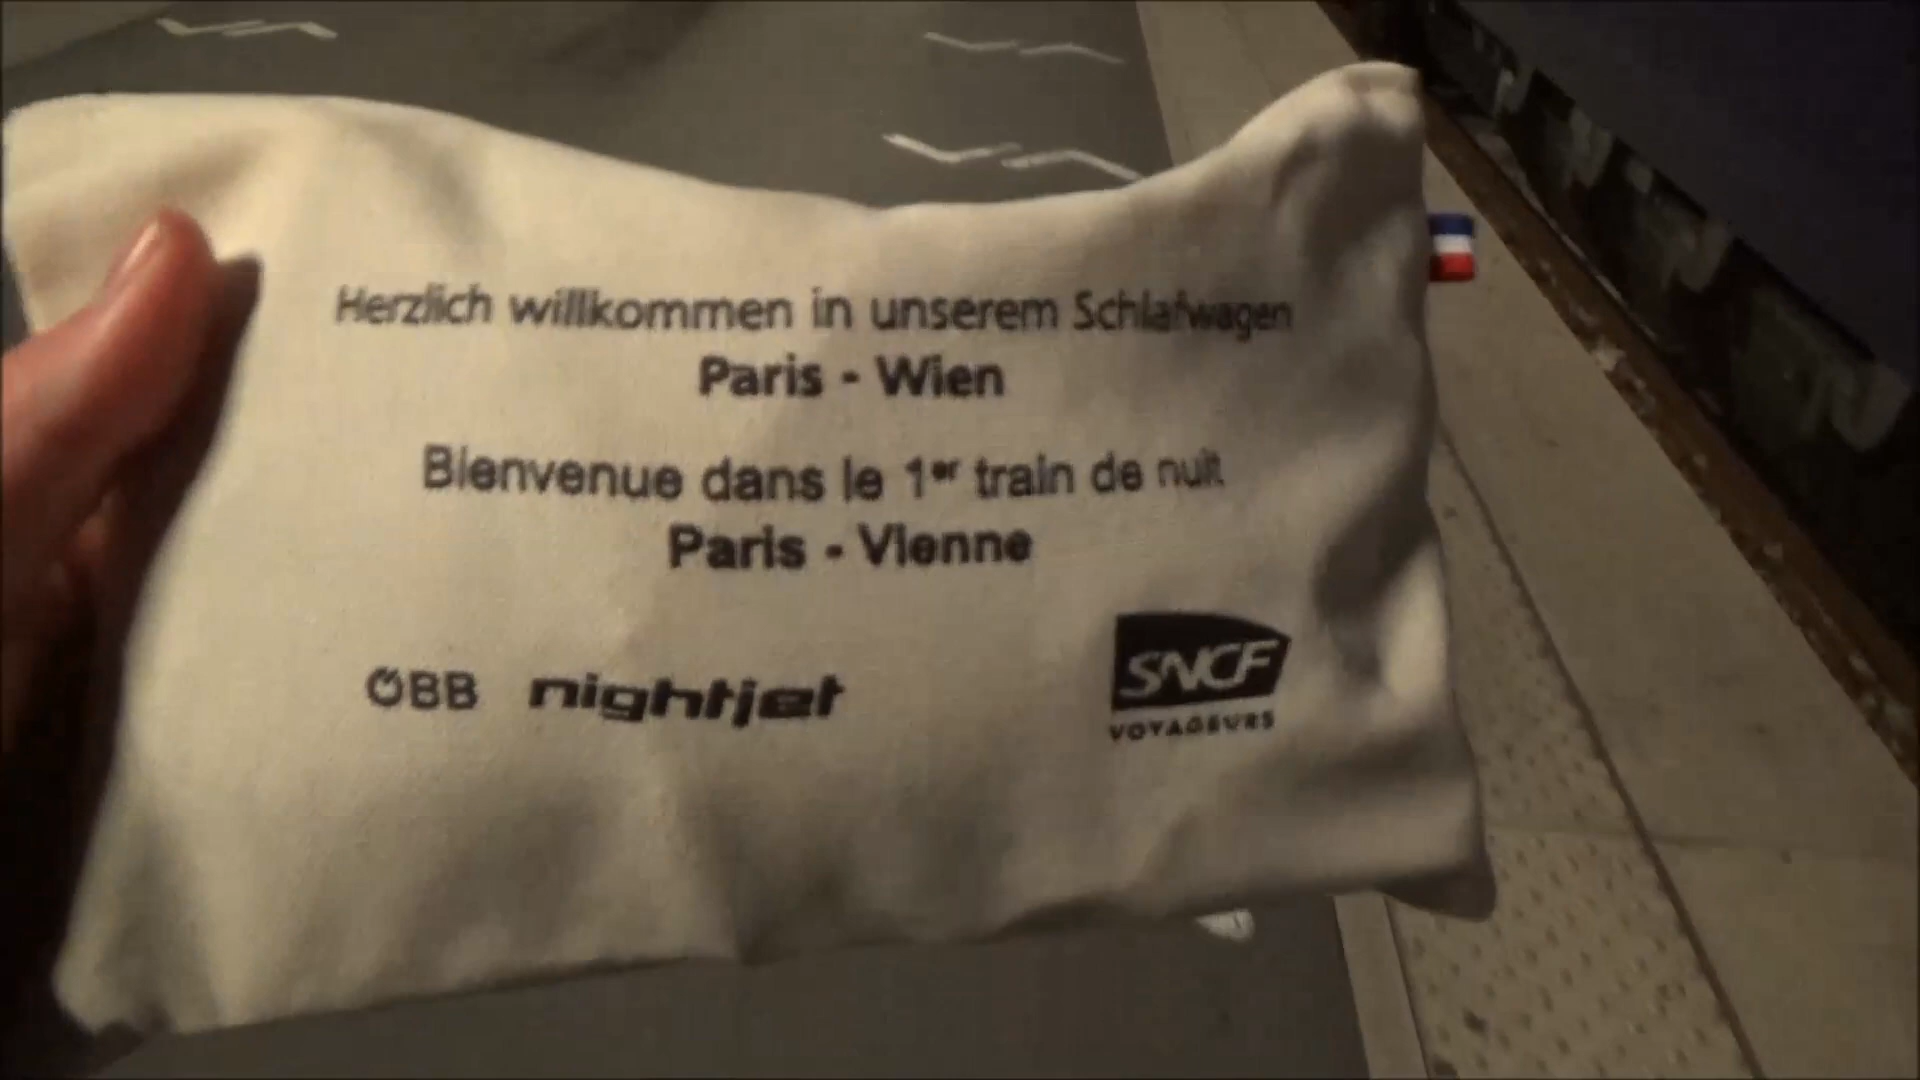 Herzlich willkommen in unserem Schlafwagen
Paris - Wien
Bienvenue dans le 1er train de nuit
Paris - Vienne
ÖBB nightjet
SNCF
VOYAGEURS